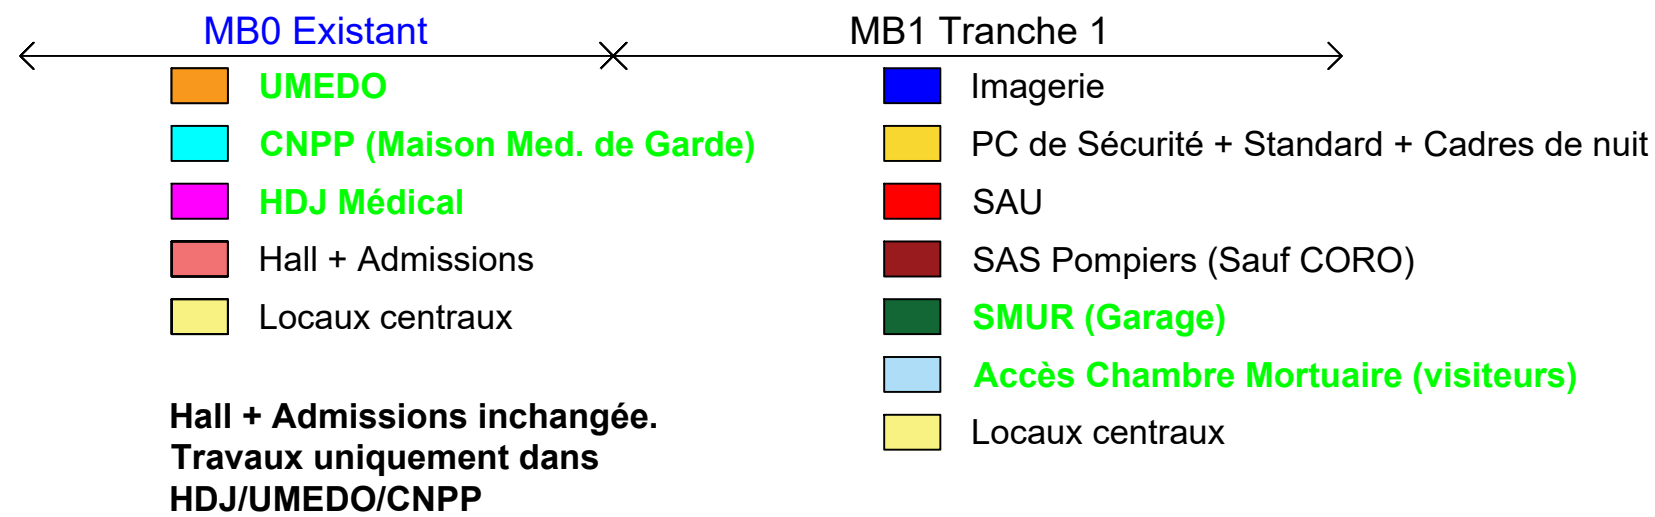 MB0 Existant
UMEDO
CNPP (Maison Med. de Garde)
HDJ Médical
Hall + Admissions
Locaux centraux
Hall + Admissions inchangée.
Travaux uniquement dans
HDJ/UMEDO/CNPP
MB1 Tranche 1
Imagerie
PC de Sécurité + Standard + Cadres de nuit
SAU
SAS Pompiers (Sauf CORO)
SMUR (Garage)
Accès Chambre Mortuaire (visiteurs)
Locaux centraux